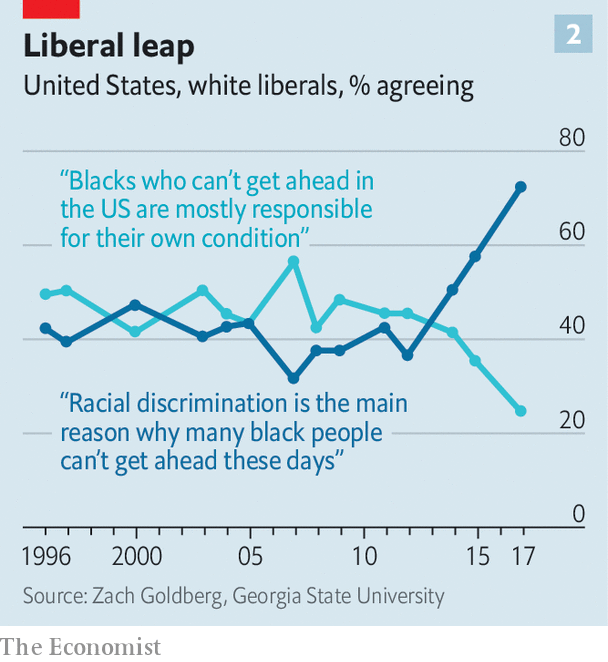 Liberal leap
2
United States, white liberals, % agreeing
80
“Blacks who can’t get ahead in
the US are mostly responsible
for their own condition”
60
40
“Racial discrimination is the main
reason why many black people
can’t get ahead these days”
20
0
1996 2000 05 10 15 17
Source: Zach Goldberg, Georgia State University
The Economist